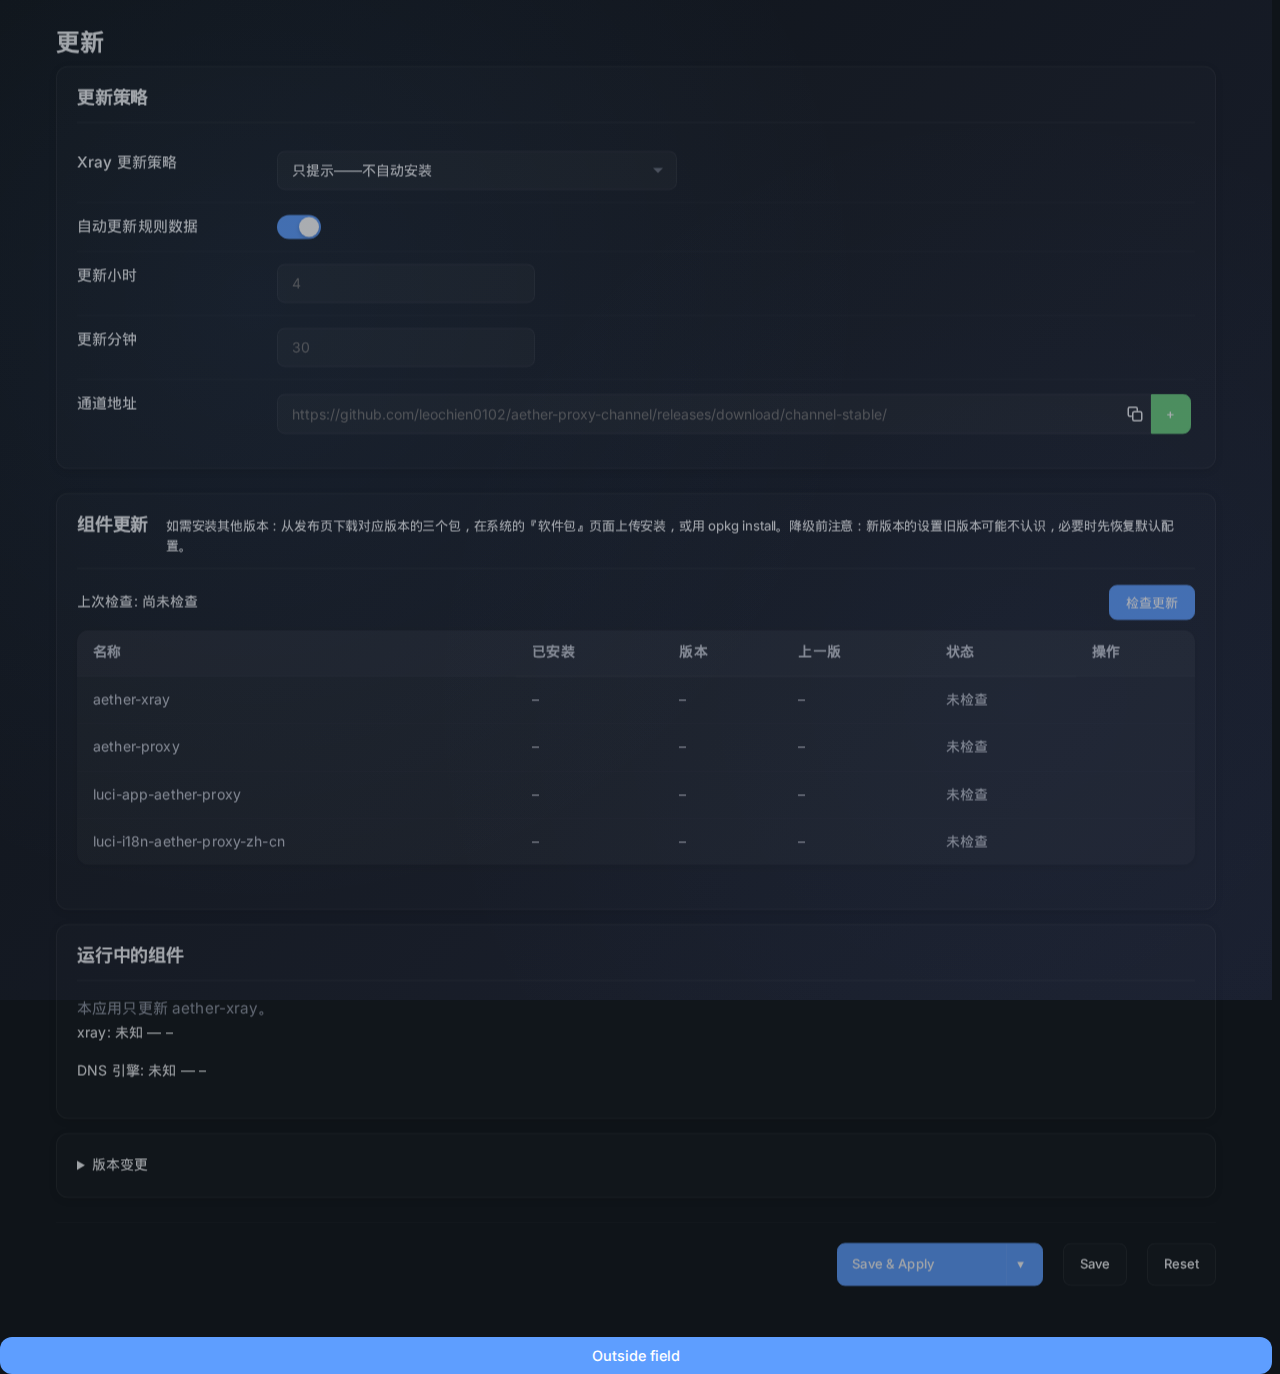 更新
更新策略
Xray 更新策略
只提示——不自动安装
自动更新规则数据
更新小时
4
更新分钟
30
通道地址
https://github.com/leochien0102/aether-proxy-channel/releases/download/channel-stable/
+
组件更新
如需安装其他版本：从发布页下载对应版本的三个包，在系统的『软件包』页面上传安装，或用 opkg install。降级前注意：新版本的设置旧版本可能不认识，必要时先恢复默认配
置。
上次检查: 尚未检查
检查更新
名称 已安装 版本 上一版 状态 操作
aether-xray – – – 未检查
aether-proxy – – – 未检查
luci-app-aether-proxy – – – 未检查
luci-i18n-aether-proxy-zh-cn – – – 未检查
运行中的组件
本应用只更新 aether-xray。
xray: 未知 — –
DNS 引擎: 未知 — –
版本变更
Save & Apply
Save
Reset
Outside field